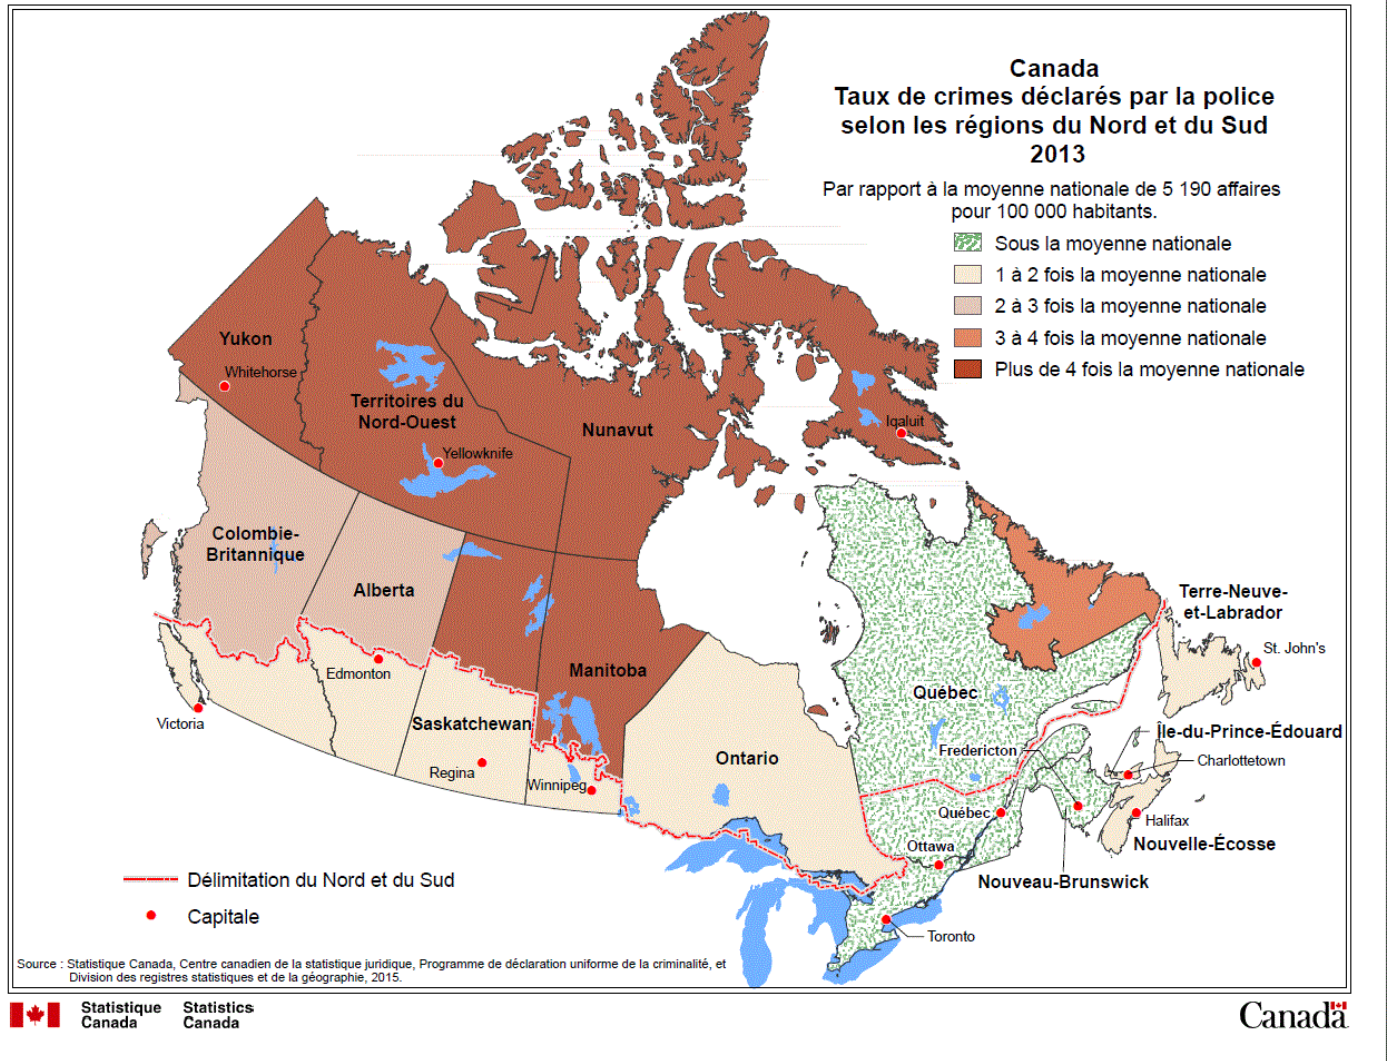 Canada
Taux de crimes déclarés par la police
selon les régions du Nord et du Sud
2013
Par rapport à la moyenne nationale de 5 190 affaires
pour 100 000 habitants.
Sous la moyenne nationale
1 à 2 fois la moyenne nationale
2 à 3 fois la moyenne nationale
3 à 4 fois la moyenne nationale
Plus de 4 fois la moyenne nationale
Yukon
Whitehorse
Territoires du
Nord-Ouest
Yellowknife
Nunavut
Iqaluit
Colombie-
Britannique
Alberta
Terre-Neuve-
et-Labrador
St. John's
Manitoba
Edmonton
Québec
Victoria
Saskatchewan
Île-du-Prince-Édouard
Fredericton
Charlottetown
Ontario
Regina
Winnipeg
Québec
Halifax
Nouvelle-Écosse
Ottawa
Nouveau-Brunswick
Toronto
Délimitation du Nord et du Sud
Capitale
Source : Statistique Canada, Centre canadien de la statistique juridique, Programme de déclaration uniforme de la criminalité, et
Division des registres statistiques et de la géographie, 2015.
Statistique
Canada
Statistics
Canada
Canada